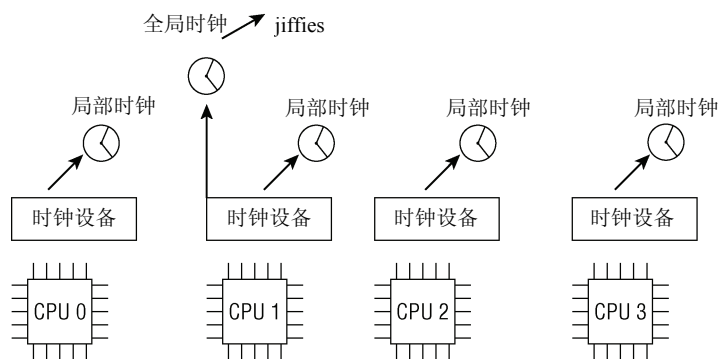 全局时钟 jiffies
局部时钟 局部时钟 局部时钟 局部时钟
时钟设备 时钟设备 时钟设备 时钟设备
CPU 0 CPU 1 CPU 2 CPU 3